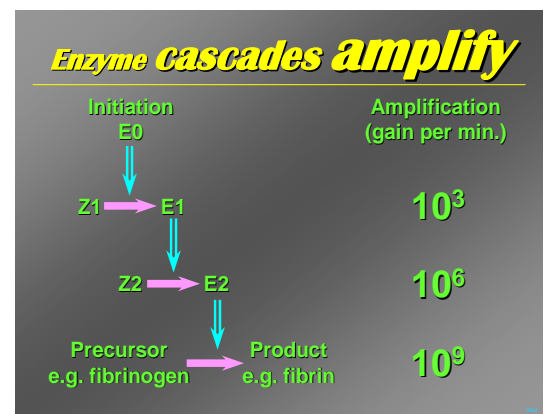 Enzyme cascades amplify
Initiation
E0
Amplification
(gain per min.)
Z1 E1
10³
Z2 E2
10⁶
Precursor
e.g. fibrinogen
Product
e.g. fibrin
10⁹